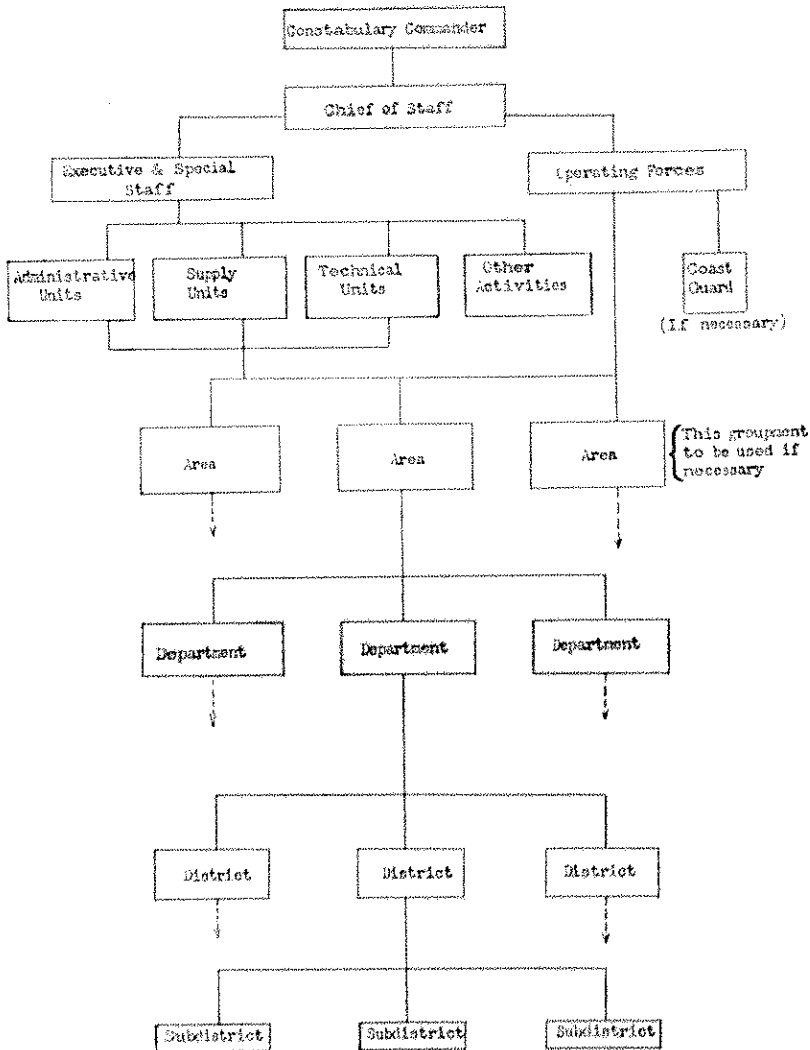 Constabulary Commander
Chief of Staff
Executive & Special
Staff
Operating Forces
Administrative
Units
Supply
Units
Technical
Units
Other
Activities
Coast
Guard
(If necessary)
Area
Area
Area
This groupment
to be used if
necessary
Department
Department
Department
District
District
District
Subdistrict
Subdistrict
Subdistrict